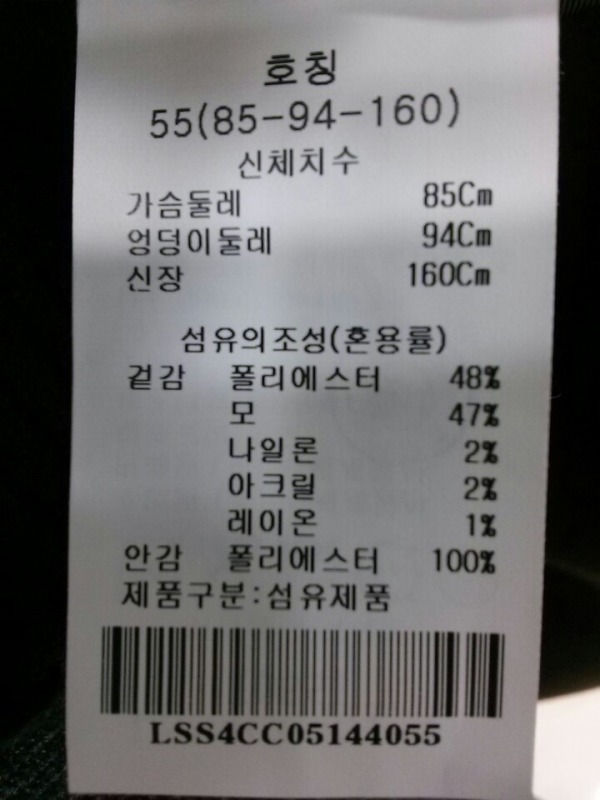 호칭
55(85-94-160)
신체치수
가슴둘레 85Cm
엉덩이둘레 94Cm
신장 160Cm
섬유의조성(혼용률)
겉감 폴리에스터 48%
모 47%
나일론 2%
아크릴 2%
레이온 1%
안감 폴리에스터 100%
제품구분:섬유제품
LSS4CC05144055